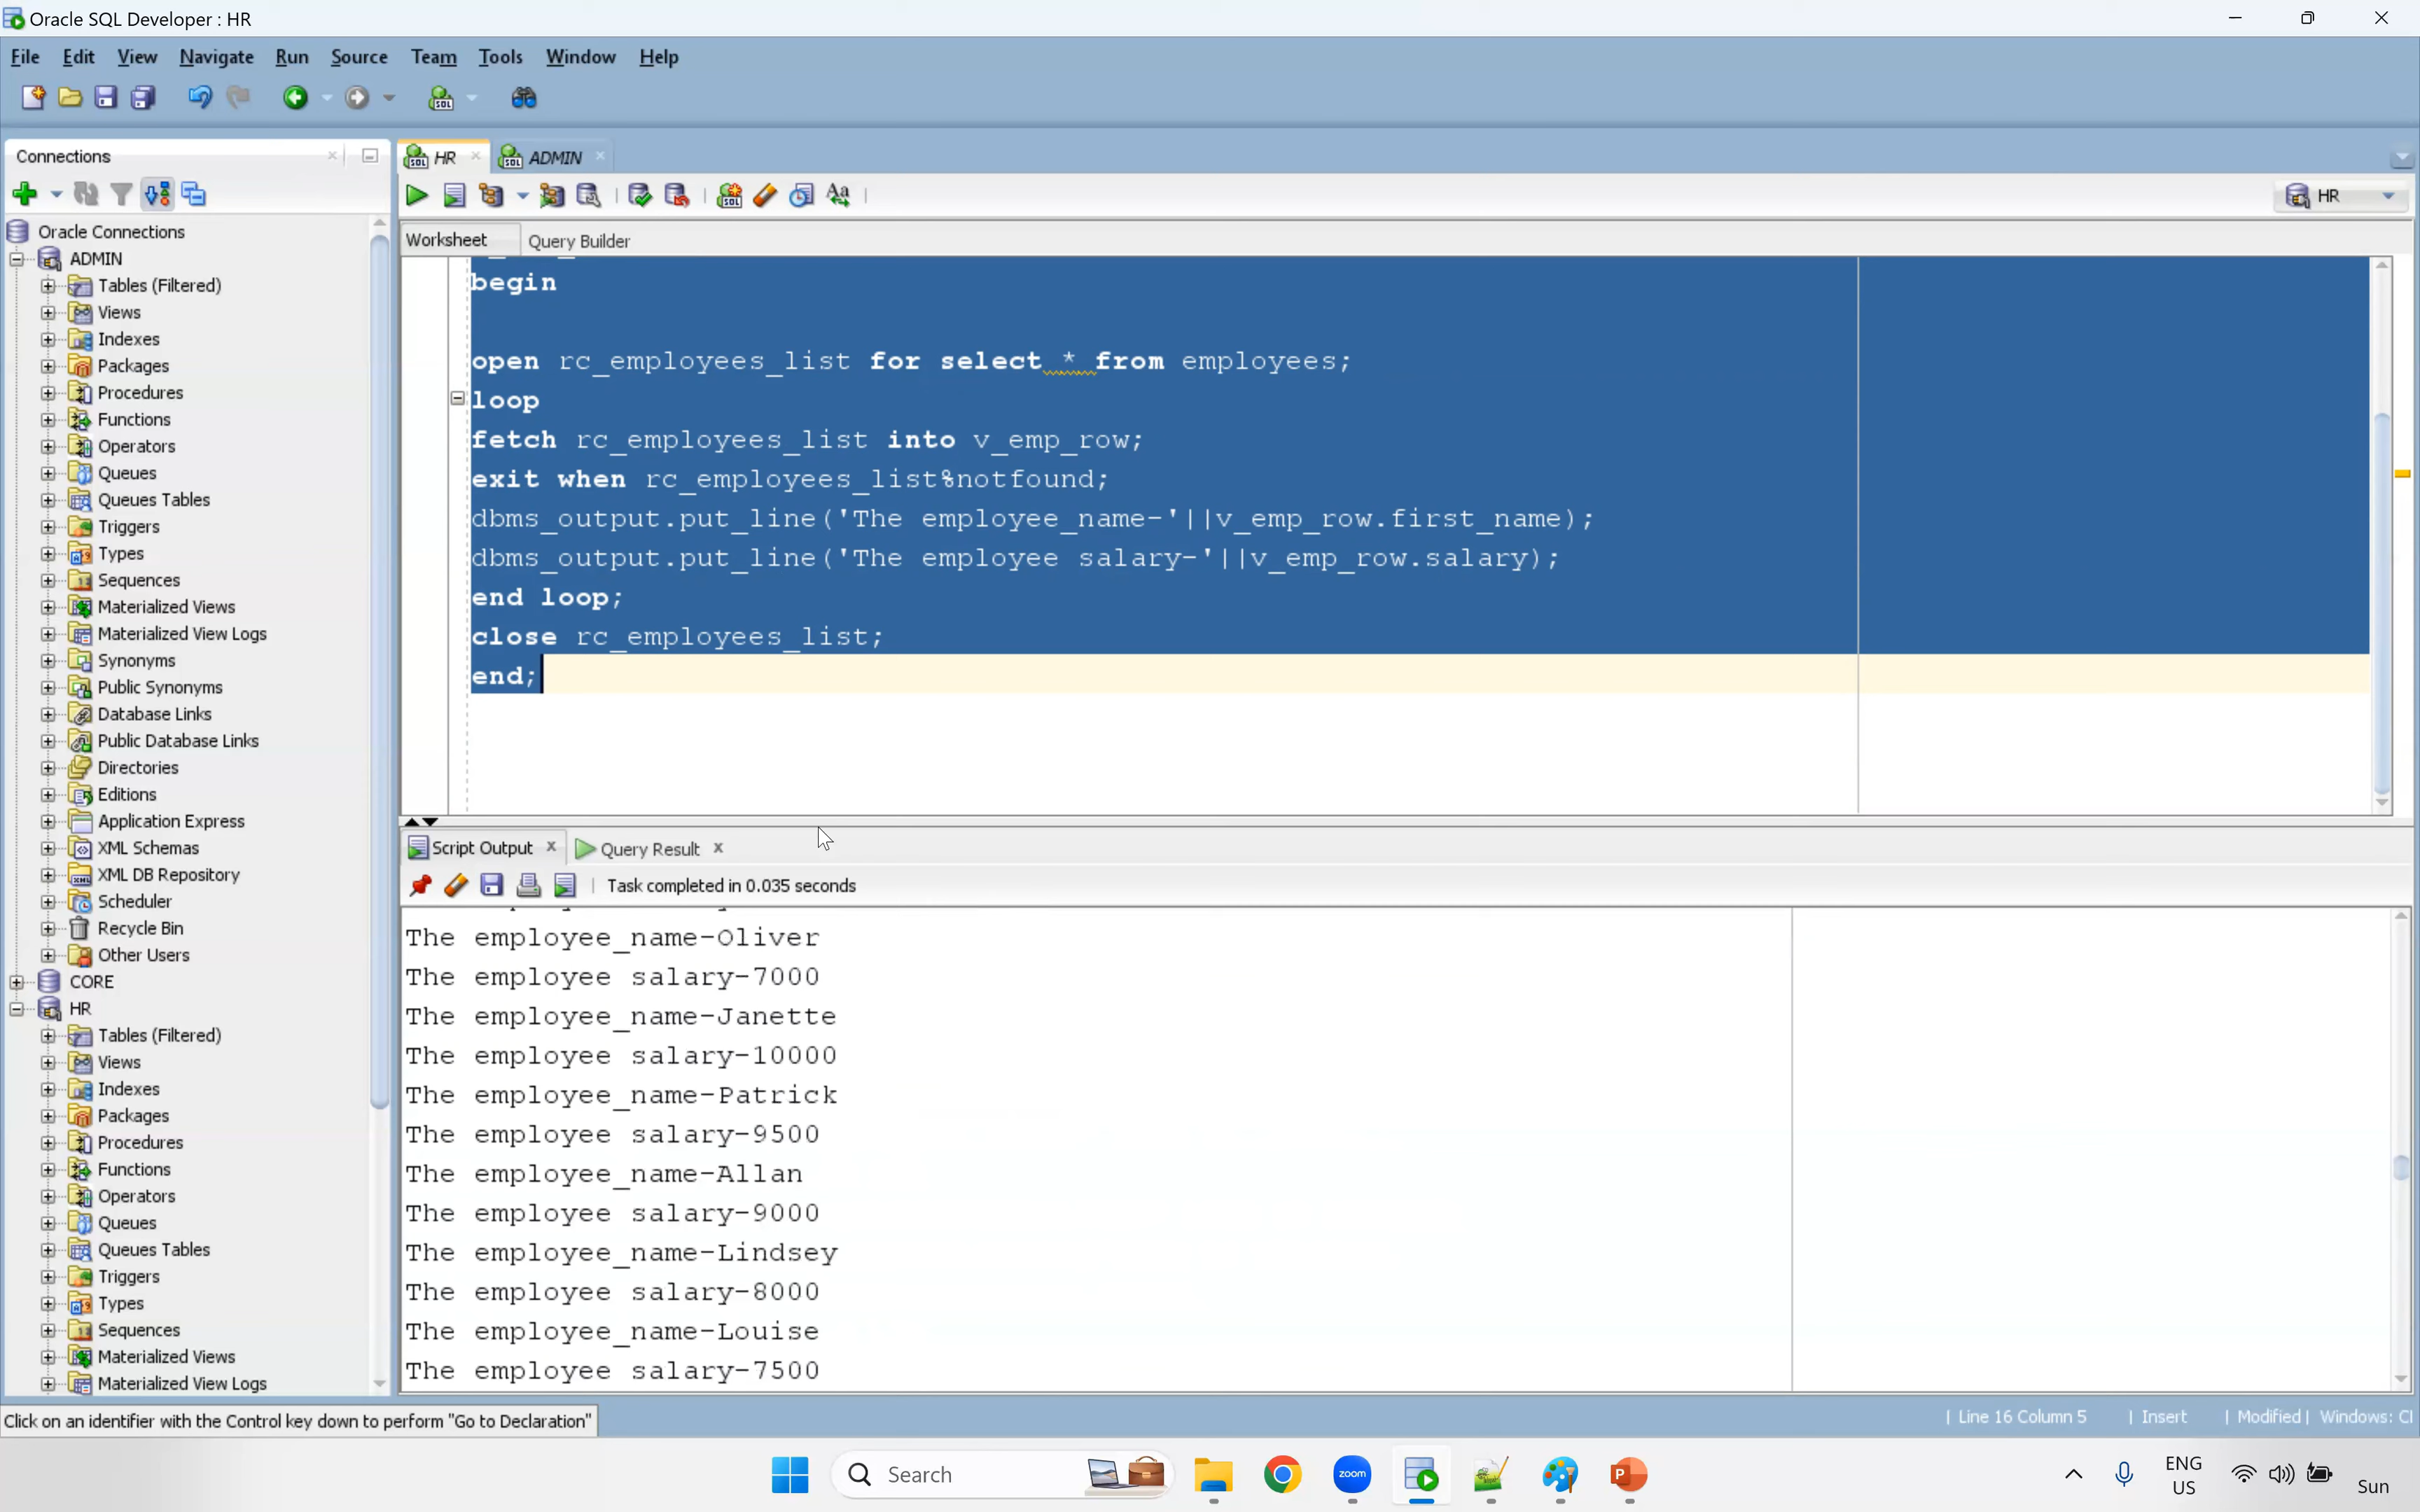 Oracle SQL Developer : HR
File Edit View Navigate Run Source Team Tools Window Help
Connections
Oracle Connections
ADMIN
Tables (Filtered)
Views
Indexes
Packages
Procedures
Functions
Operators
Queues
Queues Tables
Triggers
Types
Sequences
Materialized Views
Materialized View Logs
Synonyms
Public Synonyms
Database Links
Public Database Links
Directories
Editions
Application Express
XML Schemas
XML DB Repository
Scheduler
Recycle Bin
Other Users
CORE
HR
Tables (Filtered)
Views
Indexes
Packages
Procedures
Functions
Operators
Queues
Queues Tables
Triggers
Types
Sequences
Materialized Views
Materialized View Logs
HR ADMIN
HR
Worksheet Query Builder
begin
open rc_employees_list for select * from employees;
loop
fetch rc_employees_list into v_emp_row;
exit when rc_employees_list%notfound;
dbms_output.put_line('The employee_name-'||v_emp_row.first_name);
dbms_output.put_line('The employee salary-'||v_emp_row.salary);
end loop;
close rc_employees_list;
end;
Script Output Query Result
Task completed in 0.035 seconds
The employee_name-Oliver
The employee salary-7000
The employee_name-Janette
The employee salary-10000
The employee_name-Patrick
The employee salary-9500
The employee_name-Allan
The employee salary-9000
The employee_name-Lindsey
The employee salary-8000
The employee_name-Louise
The employee salary-7500
Click on an identifier with the Control key down to perform "Go to Declaration"
| Line 16 Column 5 | Insert | Modified | Windows: Cl
Search
zoom
ENG
US
Sun